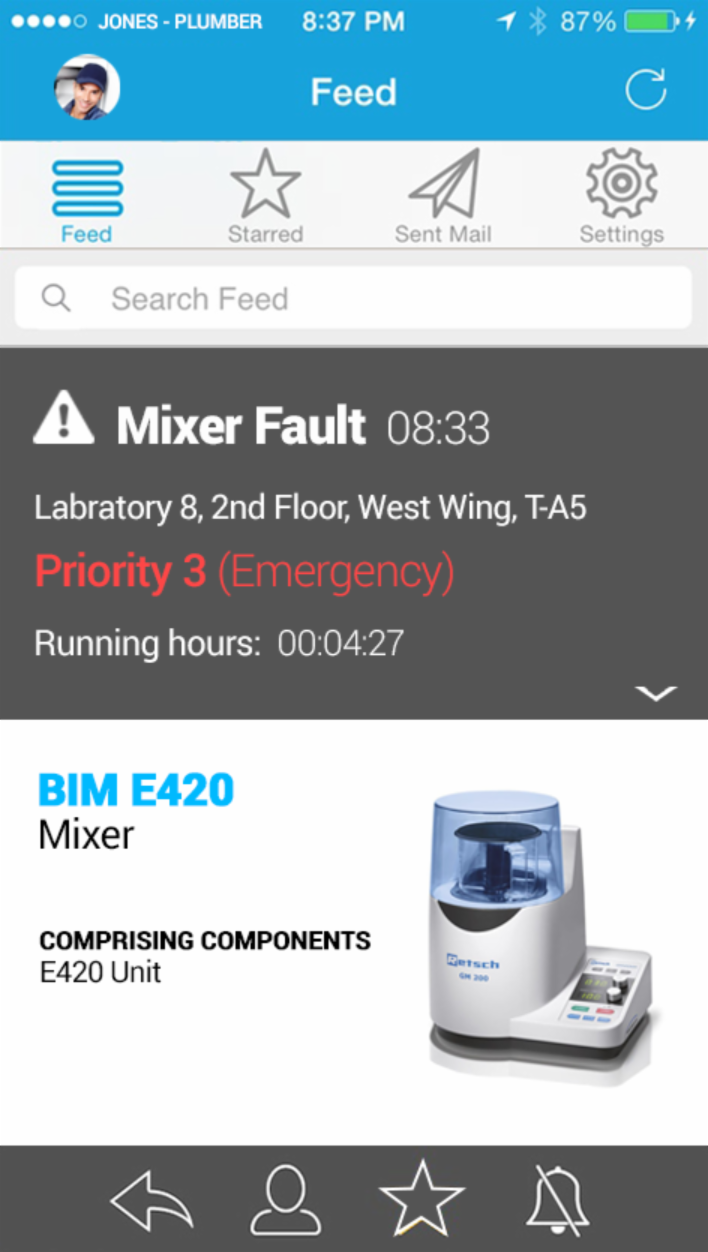 JONES - PLUMBER 8:37 PM 87%
Feed
Feed Starred Sent Mail Settings
Search Feed
Mixer Fault 08:33
Labratory 8, 2nd Floor, West Wing, T-A5
Priority 3 (Emergency)
Running hours: 00:04:27
BIM E420
Mixer
COMPRISING COMPONENTS
E420 Unit
Retsch
GM 200